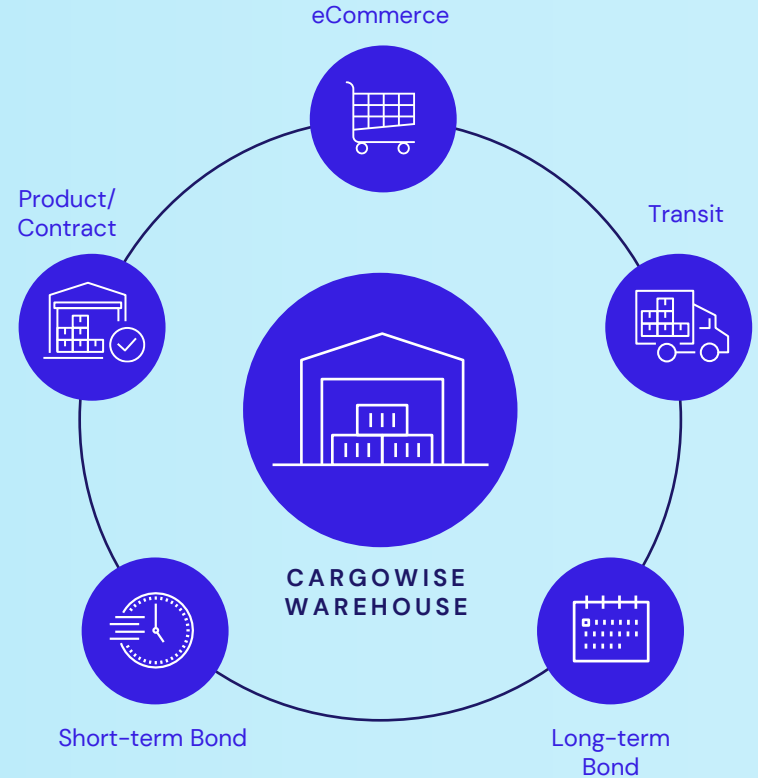 eCommerce
Product/
Contract
Transit
CARGOWISE
WAREHOUSE
Short-term Bond
Long-term
Bond